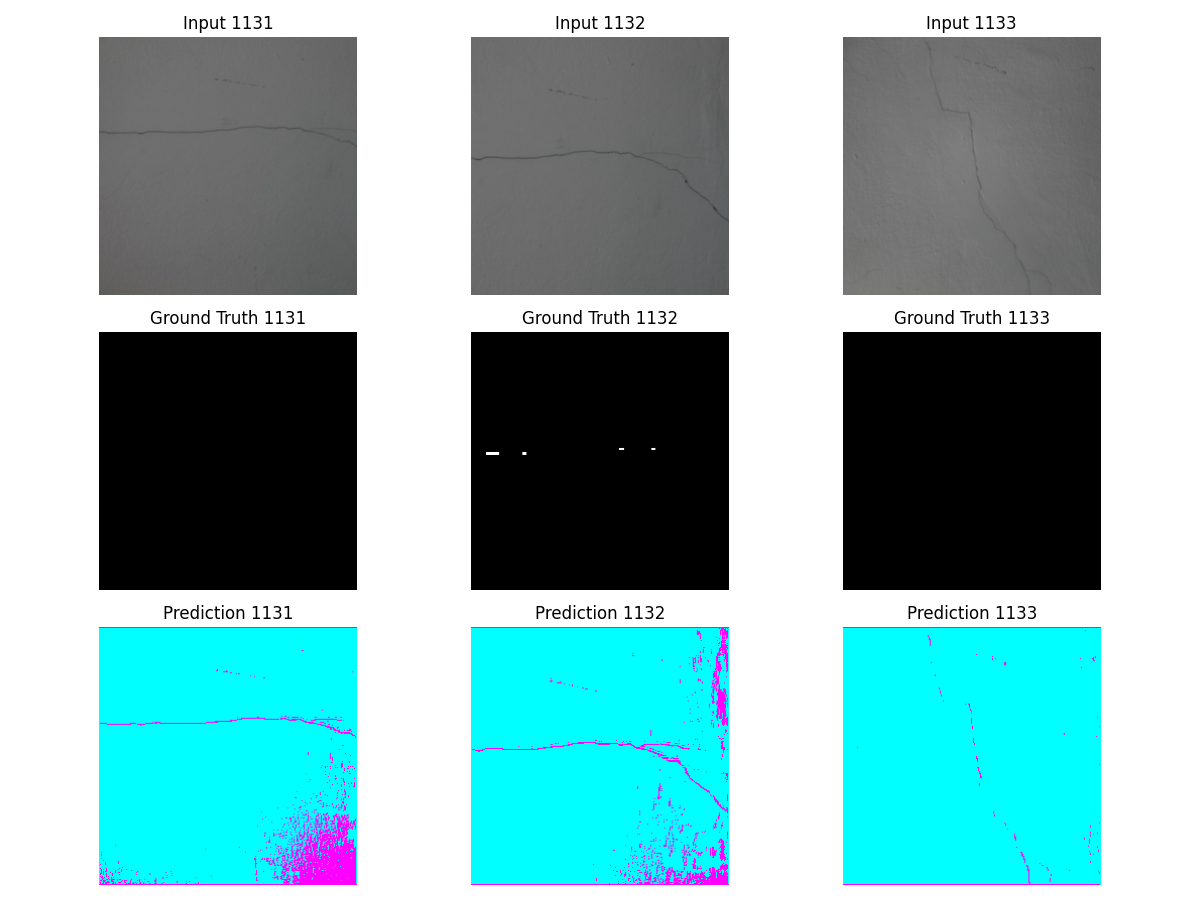 Input 1131
Input 1132
Input 1133
Ground Truth 1131
Ground Truth 1132
Ground Truth 1133
Prediction 1131
Prediction 1132
Prediction 1133